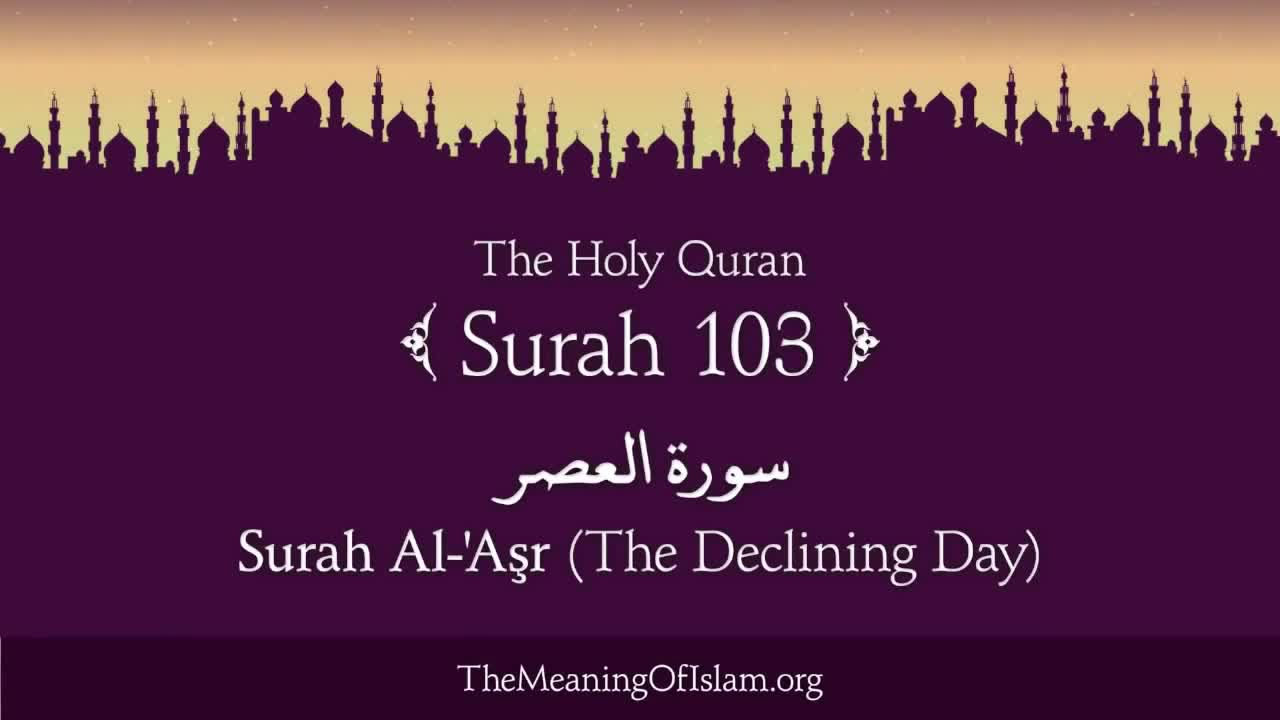 The Holy Quran
Surah 103
سورة العصر
Surah Al-'Aşr (The Declining Day)
TheMeaningOfIslam.org